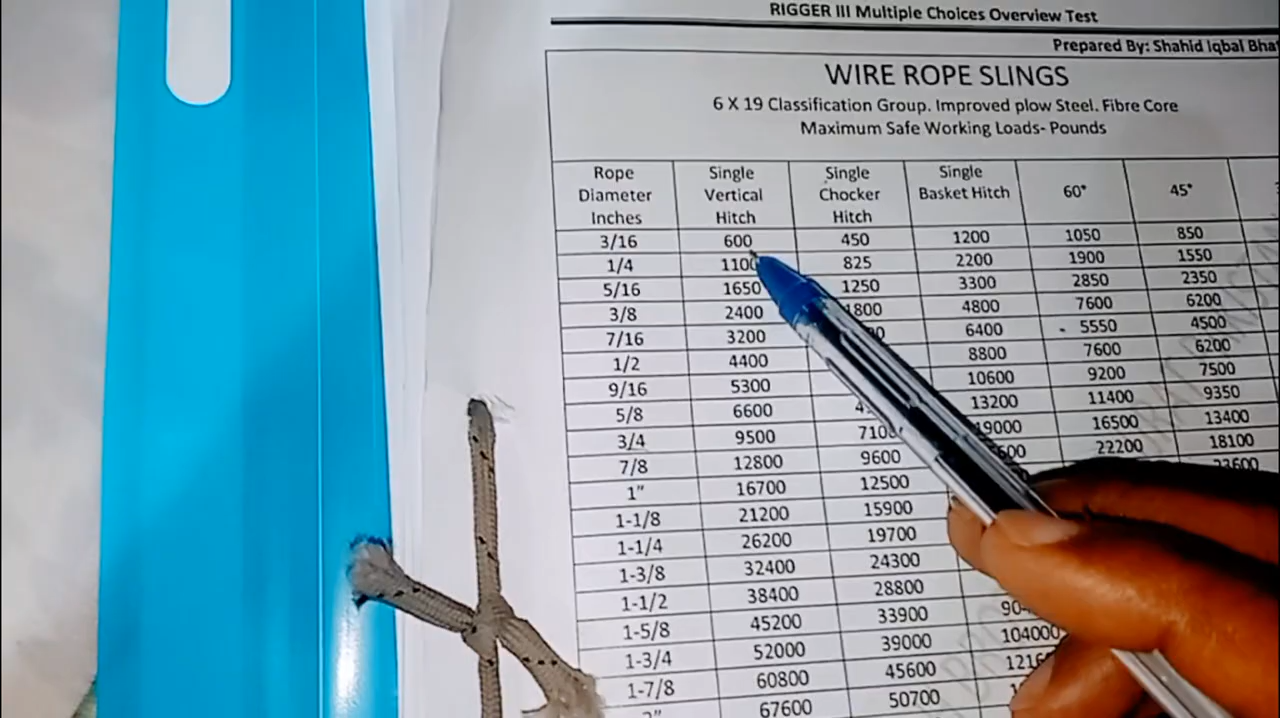 RIGGER III Multiple Choices Overview Test
Prepared By: Shahid Iqbal
WIRE ROPE SLINGS
6 X 19 Classification Group. Improved plow Steel. Fibre Core
Maximum Safe Working Loads- Pounds
Rope Diameter Inches
Single Vertical Hitch
Single Chocker Hitch
Single Basket Hitch
60°
45°
3/16 600 450 1200 1050 850
1/4 1100 825 2200 1900 1550
5/16 1650 1250 3300 2850 2350
3/8 2400 1800 4800 7600 6200
7/16 3200 6400 5550 4500
1/2 4400 8800 7600 6200
9/16 5300 10600 9200 7500
5/8 6600 13200 11400 9350
3/4 9500 7100 19000 16500 13400
7/8 12800 9600 22200 18100
1" 16700 12500
1-1/8 21200 15900
1-1/4 26200 19700
1-3/8 32400 24300
1-1/2 38400 28800
1-5/8 45200 33900
1-3/4 52000 39000 104000
1-7/8 60800 45600
67600 50700